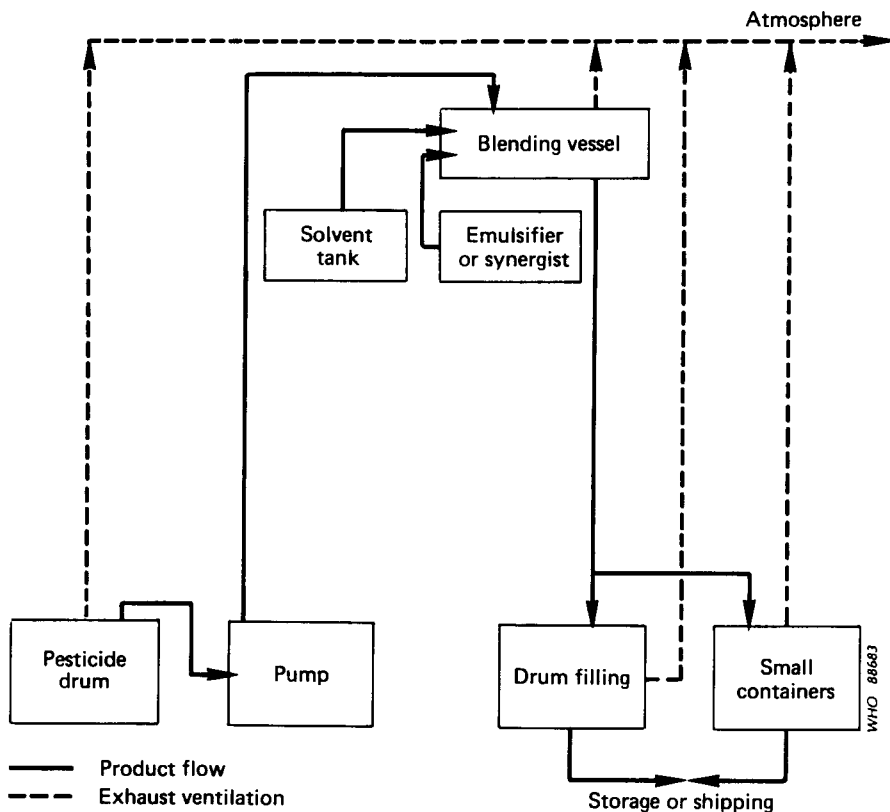 Atmosphere
Blending vessel
Solvent
tank
Emulsifier
or synergist
Pesticide
drum
Pump
Drum filling
Small
containers
WHO 88683
Product flow
Exhaust ventilation
Storage or shipping